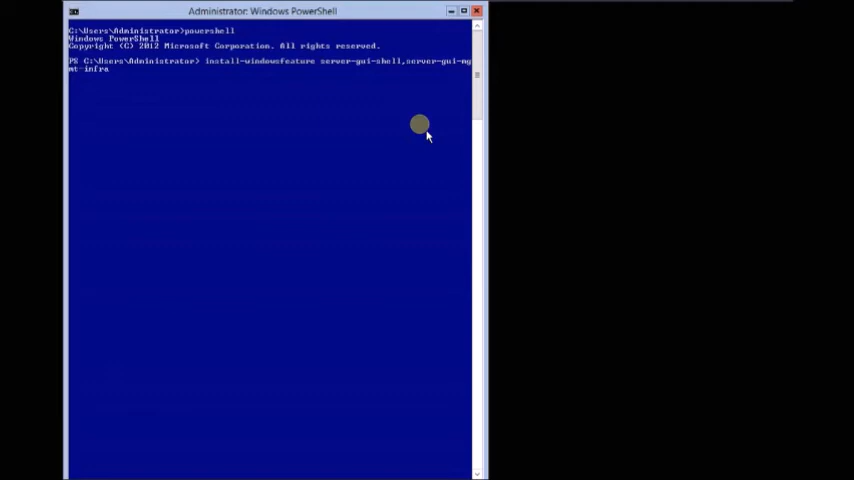 Administrator: Windows PowerShell
C:\Users\Administrator>powershell
Windows PowerShell
Copyright (C) 2012 Microsoft Corporation. All rights reserved.
PS C:\Users\Administrator> install-windowsfeature server-gui-shell,server-gui-mg
mt-infra